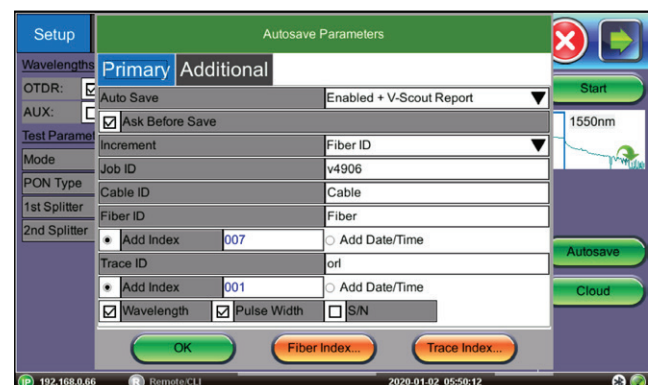 Setup
Autosave Parameters
Wavelengths
Primary Additional
OTDR:
Auto Save Enabled + V-Scout Report
Start
AUX:
Ask Before Save
1550nm
Increment Fiber ID
Mode
Job ID v4906
PON Type
Cable ID Cable
1st Splitter
Fiber ID Fiber
2nd Splitter
Add Index 007 Add Date/Time
Autosave
Trace ID orl
Add Index 001 Add Date/Time
Cloud
Wavelength Pulse Width S/N
OK Fiber Index... Trace Index...
IP 192.168.0.66 R Remote/CLI 2020-01-02 05:50:12